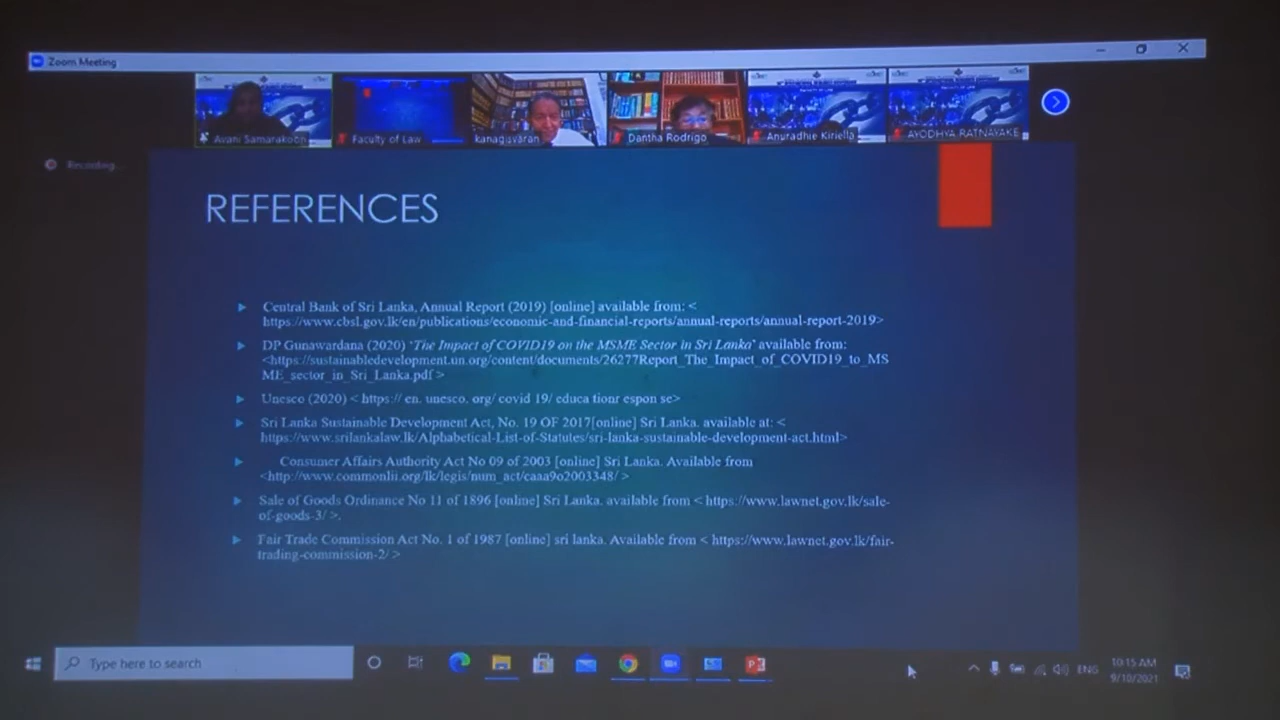 Zoom Meeting
Avani Samarakoon
Faculty of Law
kanagisvaran
Dantha Rodrigo
Anuradhie Kiriella
AYODHYA RATNAYAKE
Recording...
REFERENCES
Central Bank of Sri Lanka, Annual Report (2019) [online] available from: <
https://www.cbsl.gov.lk/en/publications/economic-and-financial-reports/annual-reports/annual-report-2019>
DP Gunawardana (2020) ‘The Impact of COVID19 on the MSME Sector in Sri Lanka’ available from:
<https://sustainabledevelopment.un.org/content/documents/26277Report_The_Impact_of_COVID19_to_MS
ME_sector_in_Sri_Lanka.pdf >
Unesco (2020) < https:// en. unesco. org/ covid 19/ educa tionr espon se>
Sri Lanka Sustainable Development Act, No. 19 OF 2017[online] Sri Lanka. available at: <
https://www.srilankalaw.lk/Alphabetical-List-of-Statutes/sri-lanka-sustainable-development-act.html>
Consumer Affairs Authority Act No 09 of 2003 [online] Sri Lanka. Available from
<http://www.commonlii.org/lk/legis/num_act/caaa9o2003348/ >
Sale of Goods Ordinance No 11 of 1896 [online] Sri Lanka. available from < https://www.lawnet.gov.lk/sale-
of-goods-3/ >.
Fair Trade Commission Act No. 1 of 1987 [online] sri lanka. Available from < https://www.lawnet.gov.lk/fair-
trading-commission-2/ >
Type here to search
ENG
10:15 AM
9/10/2021